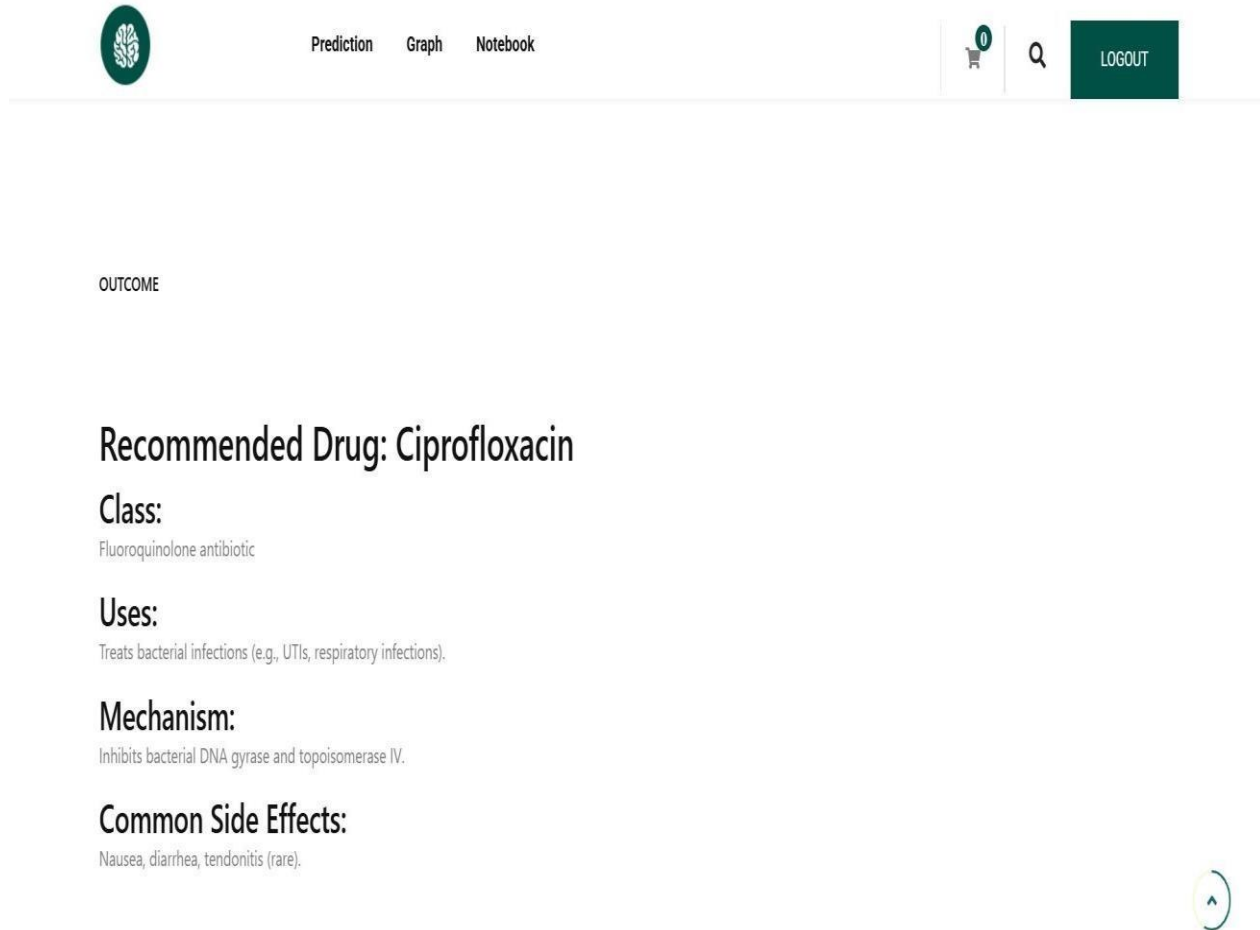 Prediction Graph Notebook 0 LOGOUT
OUTCOME
Recommended Drug: Ciprofloxacin
Class:
Fluoroquinolone antibiotic
Uses:
Treats bacterial infections (e.g., UTIs, respiratory infections).
Mechanism:
Inhibits bacterial DNA gyrase and topoisomerase IV.
Common Side Effects:
Nausea, diarrhea, tendonitis (rare).